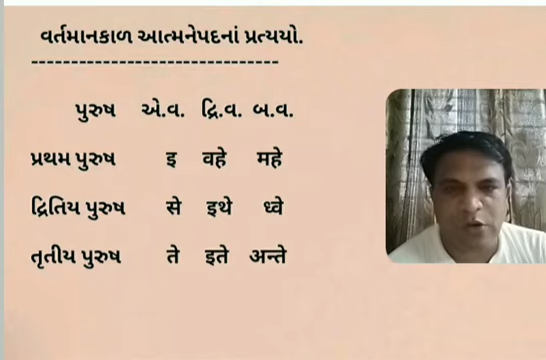 વર્તમાનકાળ આત્મનેપદનાં પ્રત્યયો.
-------------------------------
પુરુષ એ.વ. દ્રિ.વ. બ.વ.
પ્રથમ પુરુષ इ वहे महे
દ્રિતિય પુરુષ से इथे ध्वे
તૃતીય પુરુષ ते इते अन्ते